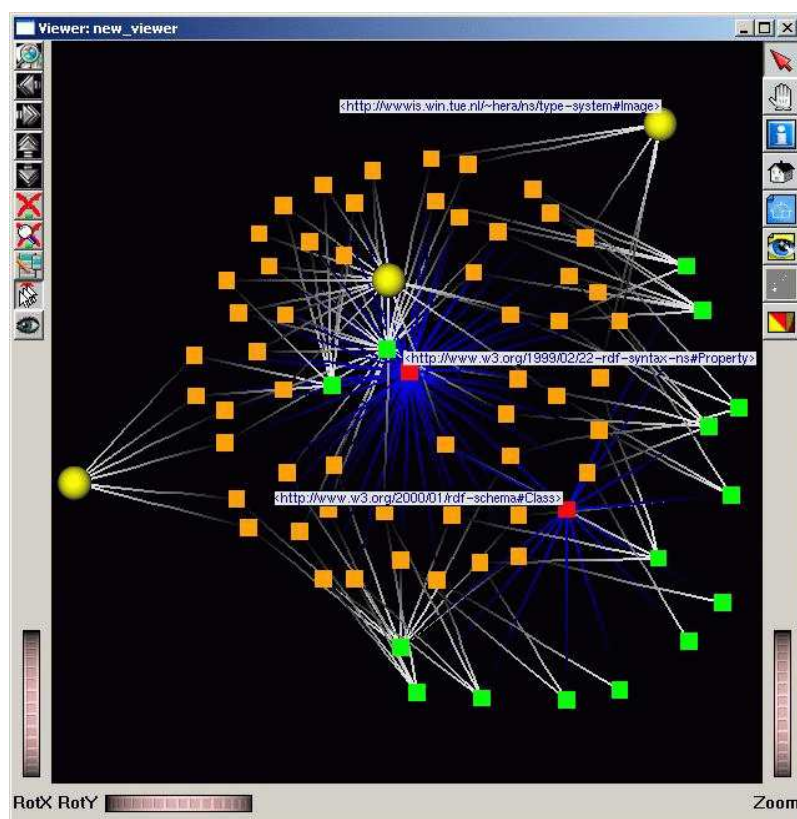 Viewer: new_viewer
<http://wwwis.win.tue.nl/~hera/ns/type-system#Image>
<http://www.w3.org/1999/02/22-rdf-syntax-ns#Property>
<http://www.w3.org/2000/01/rdf-schema#Class>
RotX RotY Zoom